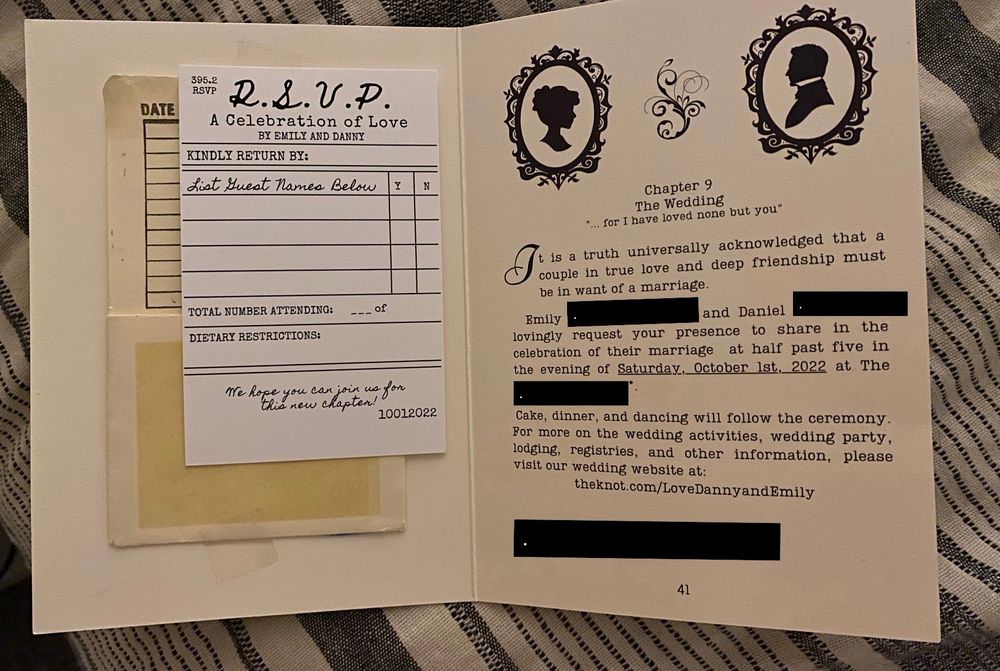 DATE
395.2
RSVP
R.S.V.P.
A Celebration of Love
BY EMILY AND DANNY
KINDLY RETURN BY:
List Guest Names Below Y N
TOTAL NUMBER ATTENDING: ___ of
DIETARY RESTRICTIONS:
We hope you can join us for
this new chapter!
10012022
Chapter 9
The Wedding
"... for I have loved none but you"
It is a truth universally acknowledged that a
couple in true love and deep friendship must
be in want of a marriage.
Emily and Daniel
lovingly request your presence to share in the
celebration of their marriage at half past five in
the evening of Saturday, October 1st, 2022 at The
.
Cake, dinner, and dancing will follow the ceremony.
For more on the wedding activities, wedding party,
lodging, registries, and other information, please
visit our wedding website at:
theknot.com/LoveDannyandEmily
41